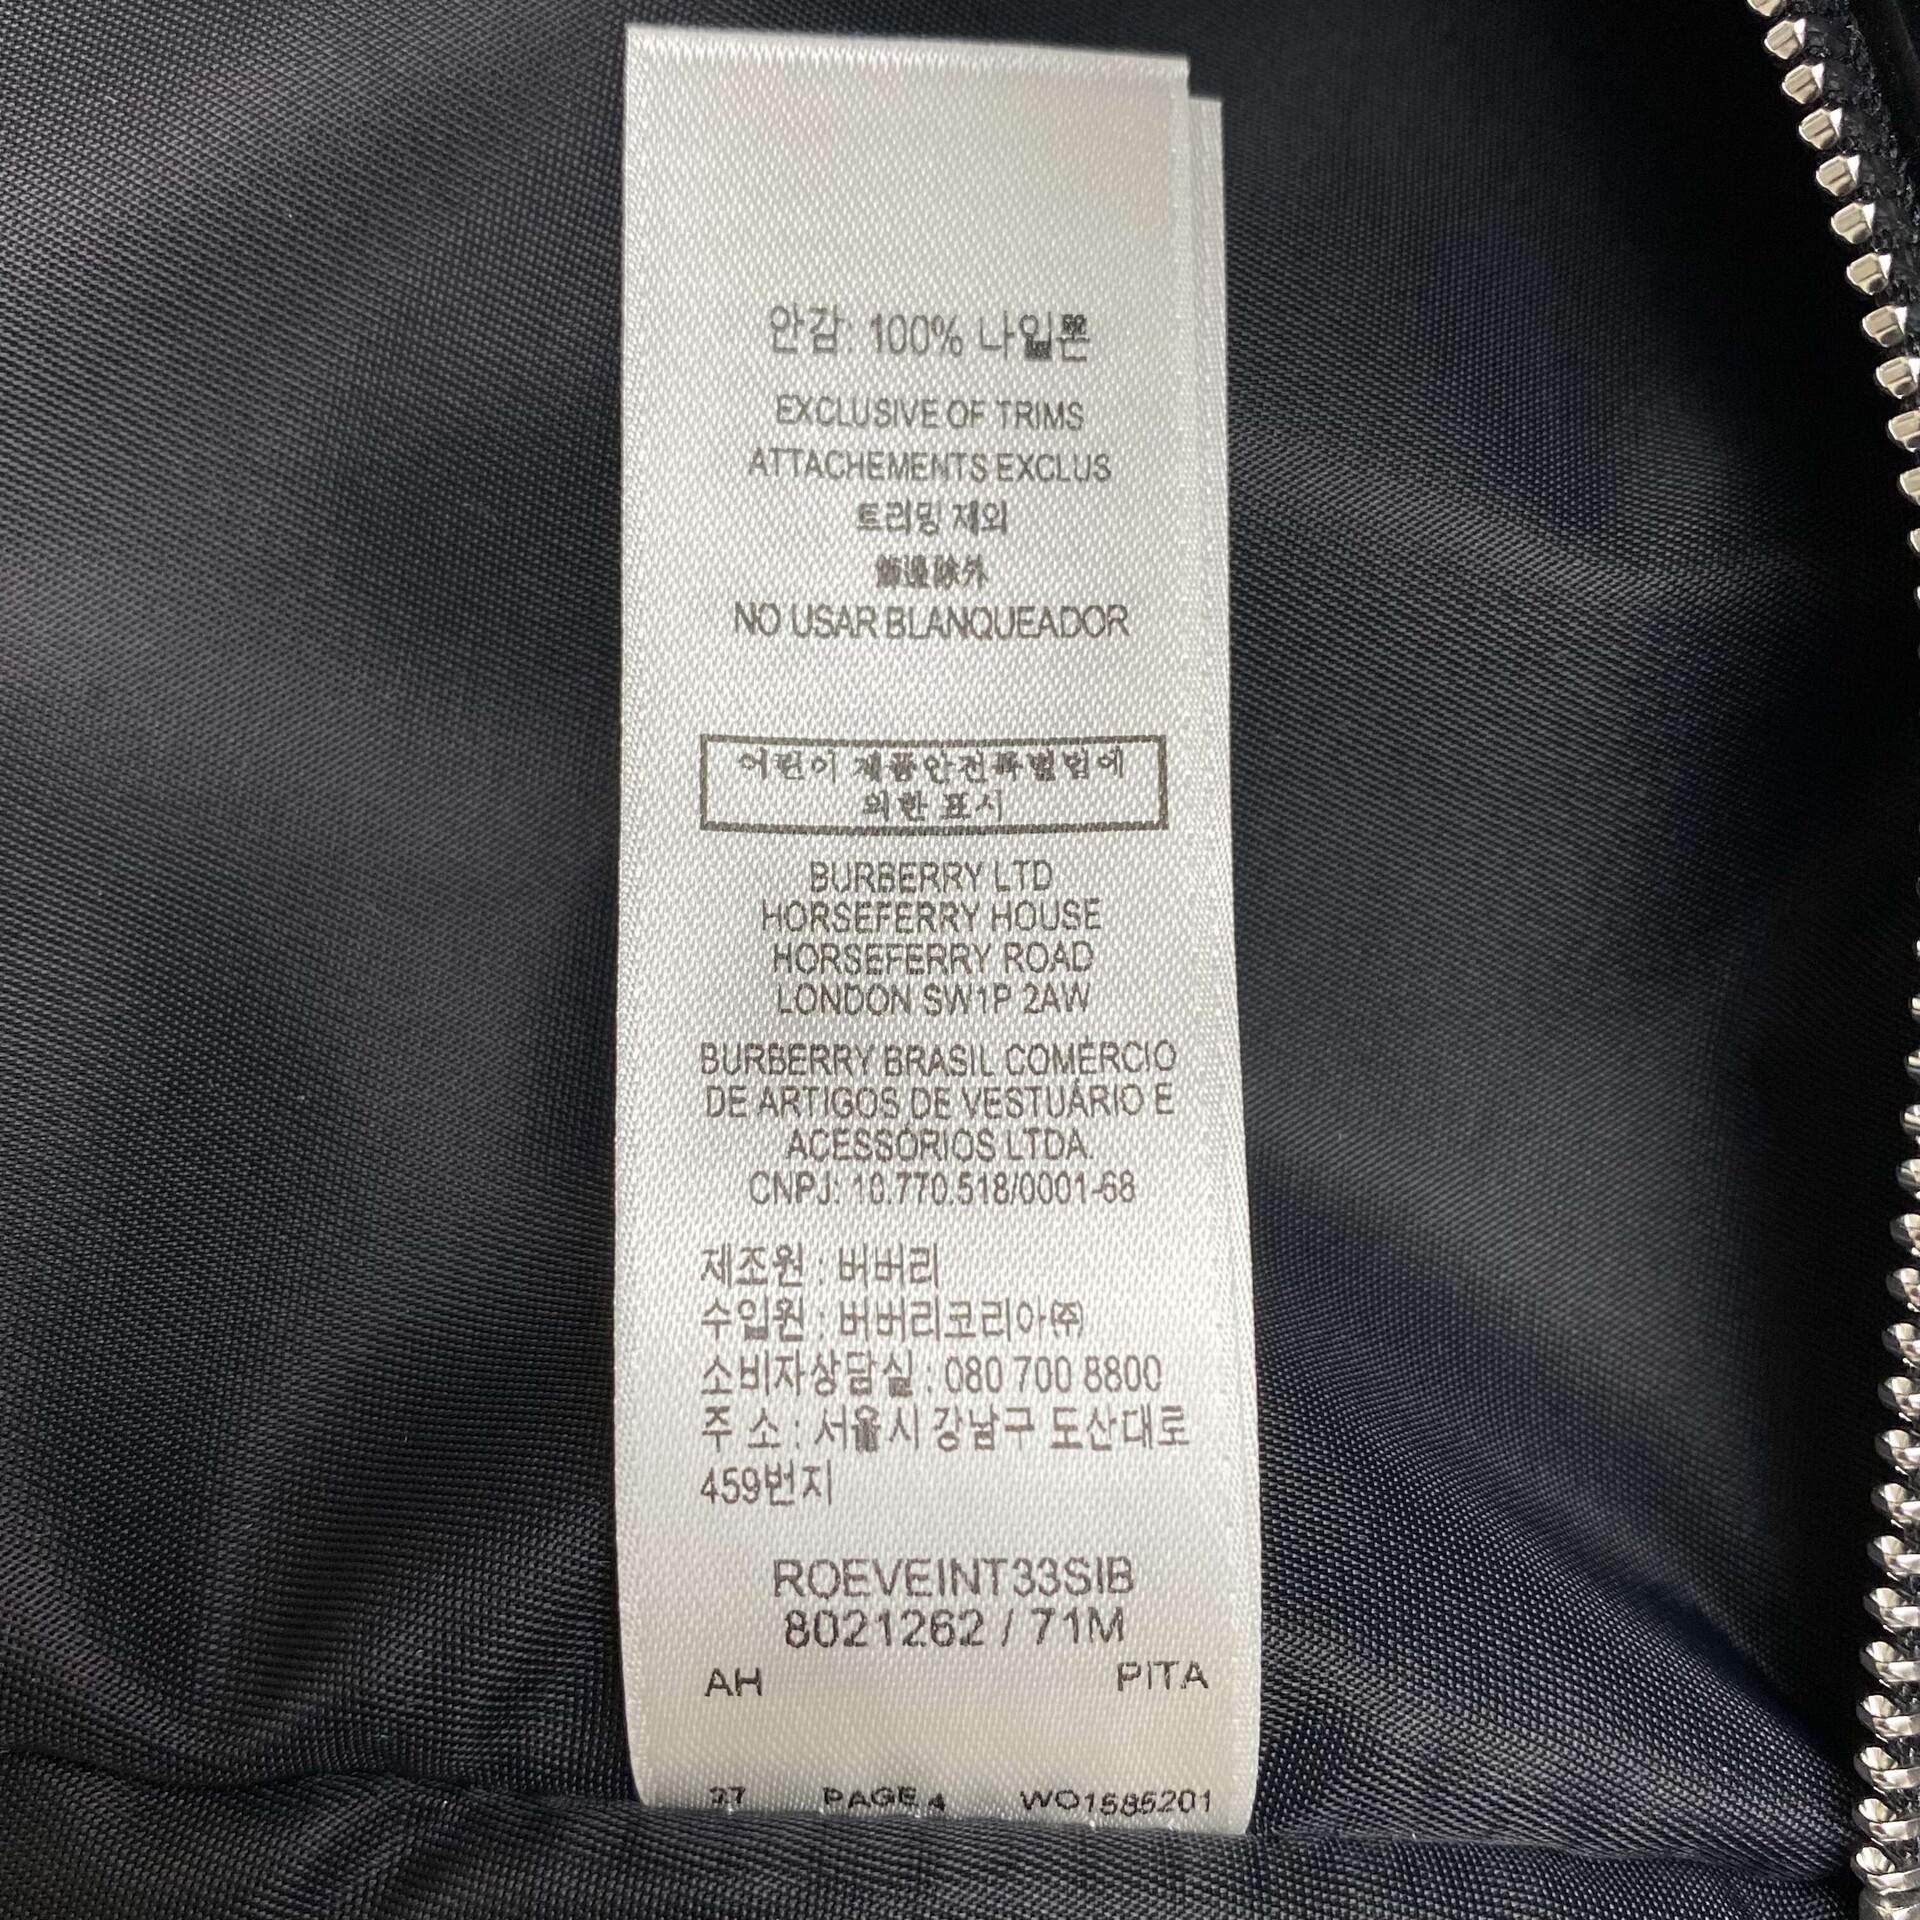 안감: 100% 나일론
EXCLUSIVE OF TRIMS
ATTACHEMENTS EXCLUS
트리밍 제외
飾邊除外
NO USAR BLANQUEADOR
어린이 제품안전특별법에
의한 표시
BURBERRY LTD
HORSEFERRY HOUSE
HORSEFERRY ROAD
LONDON SW1P 2AW
BURBERRY BRASIL COMÉRCIO
DE ARTIGOS DE VESTUÁRIO E
ACESSÓRIOS LTDA.
CNPJ: 10.770.518/0001-68
제조원 : 버버리
수입원 : 버버리코리아㈜
소비자상담실 : 080 700 8800
주 소 : 서울시 강남구 도산대로
459번지
ROEVEINT33SIB
8021262 / 71M
AH PITA
PAGE 4 WO1585201